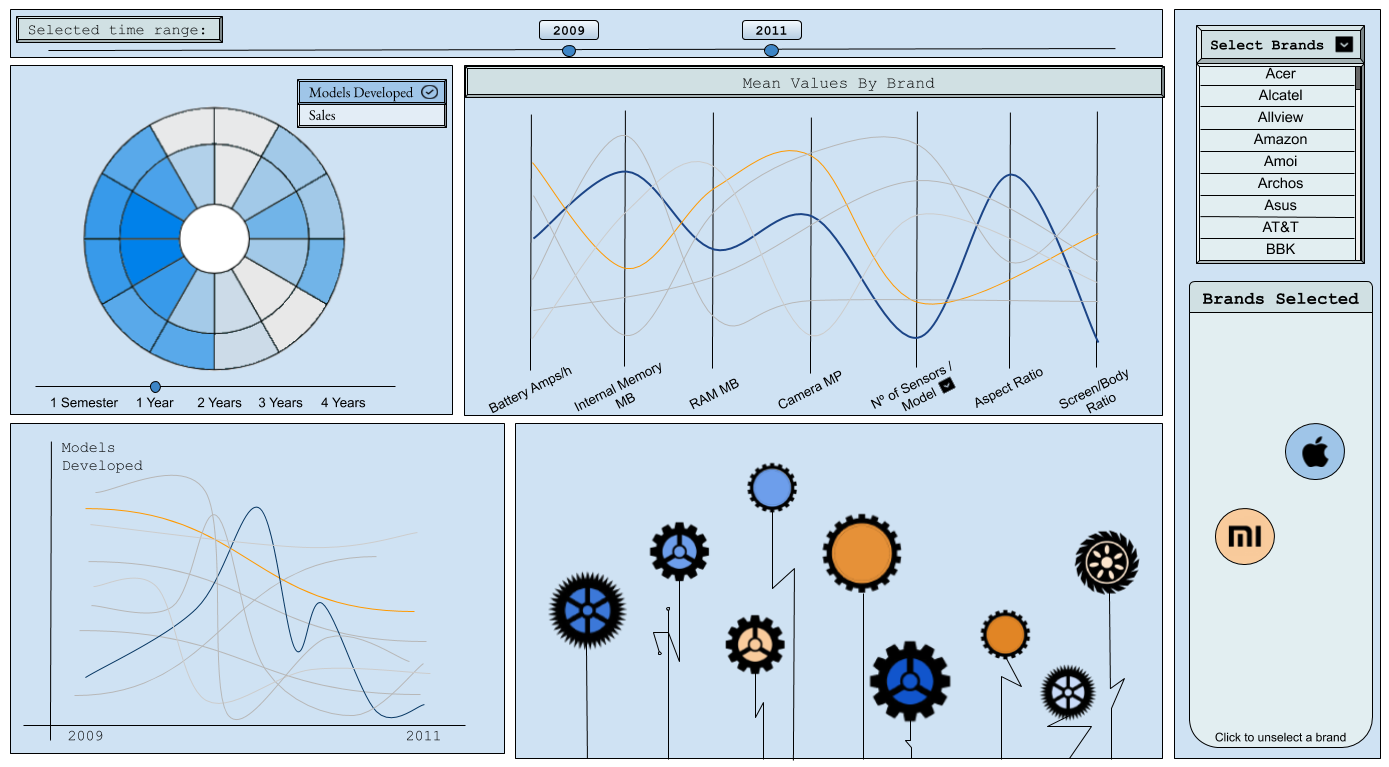 Selected time range:
2009
2011
Models Developed
Sales
1 Semester
1 Year
2 Years
3 Years
4 Years
Mean Values By Brand
Battery Amps/h
Internal Memory
MB
RAM MB
Camera MP
Nº of Sensors /
Model
Aspect Ratio
Screen/Body
Ratio
Select Brands
Acer
Alcatel
Allview
Amazon
Amoi
Archos
Asus
AT&T
BBK
Brands Selected
MI
Click to unselect a brand
Models
Developed
2009
2011